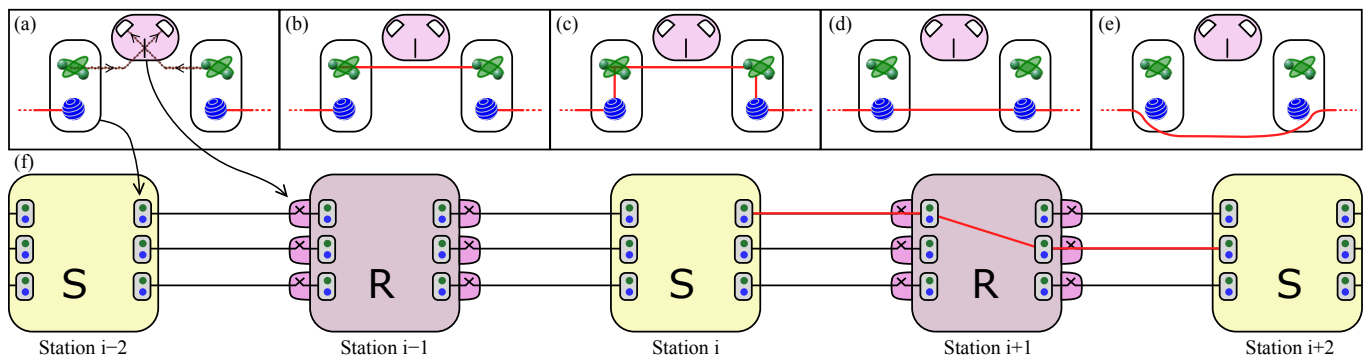 (a) (b) (c) (d) (e)
(f)
S R S R S
Station i−2 Station i−1 Station i Station i+1 Station i+2